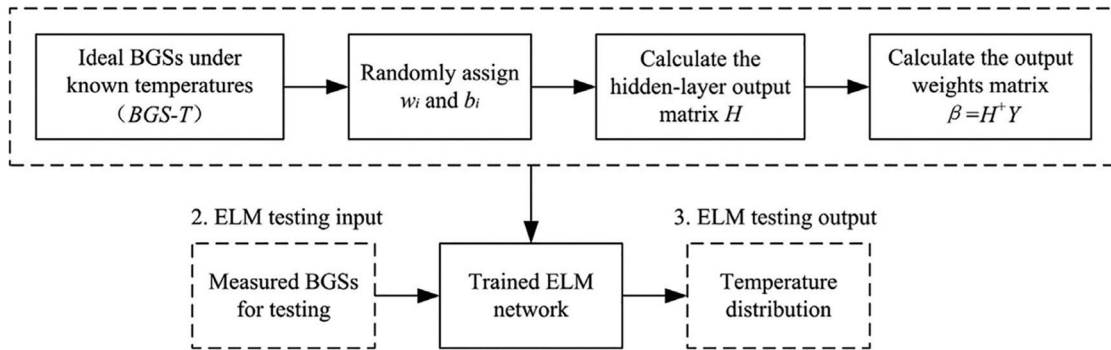 Ideal BGSs under
known temperatures
（BGS-T）
Randomly assign
wi and bi
Calculate the
hidden-layer output
matrix H
Calculate the output
weights matrix
β=H⁺Y
2. ELM testing input
3. ELM testing output
Measured BGSs
for testing
Trained ELM
network
Temperature
distribution